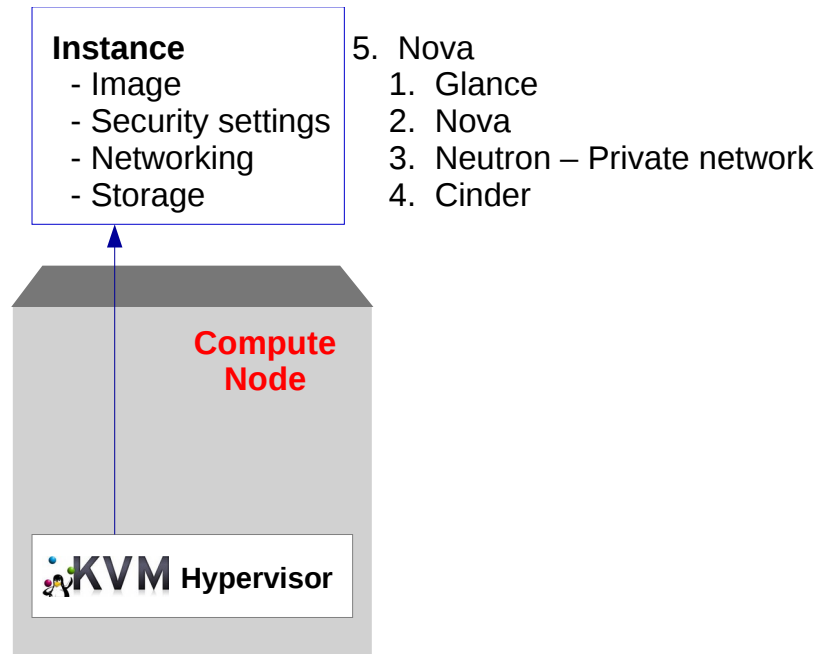 Instance 5. Nova
- Image 1. Glance
- Security settings 2. Nova
- Networking 3. Neutron – Private network
- Storage 4. Cinder
Compute
Node
KVM Hypervisor